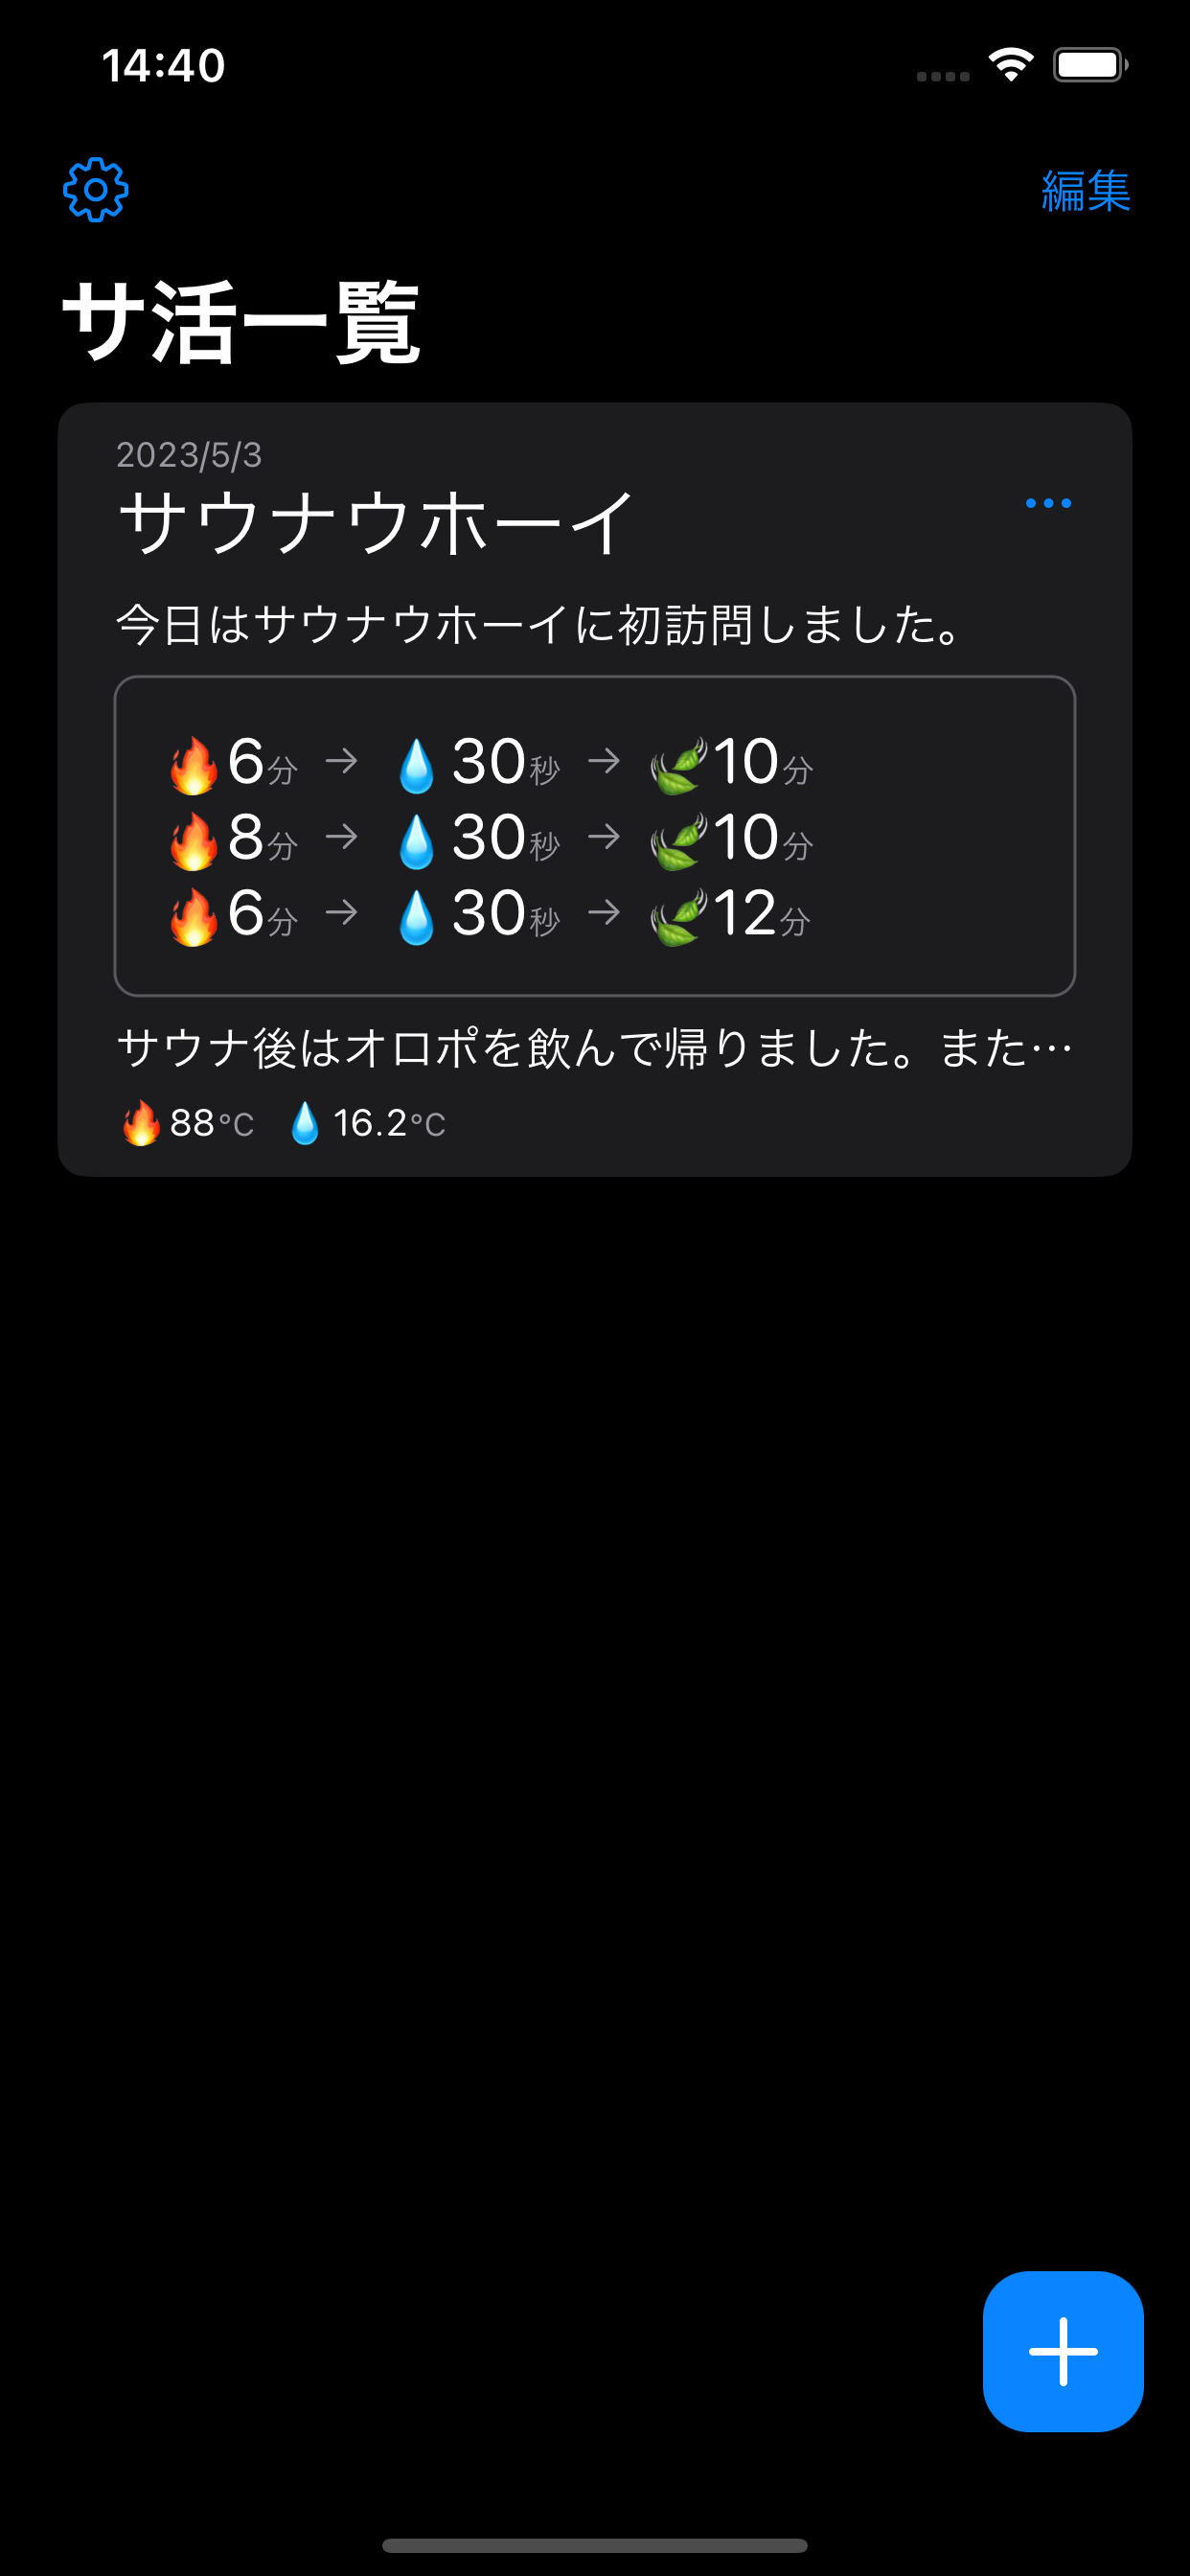 14:40
編集
サ活一覧
2023/5/3
サウナウホーイ
今日はサウナウホーイに初訪問しました。
🔥6分 → 💧30秒 → 🍃10分
🔥8分 → 💧30秒 → 🍃10分
🔥6分 → 💧30秒 → 🍃12分
サウナ後はオロポを飲んで帰りました。また…
🔥88℃ 💧16.2℃